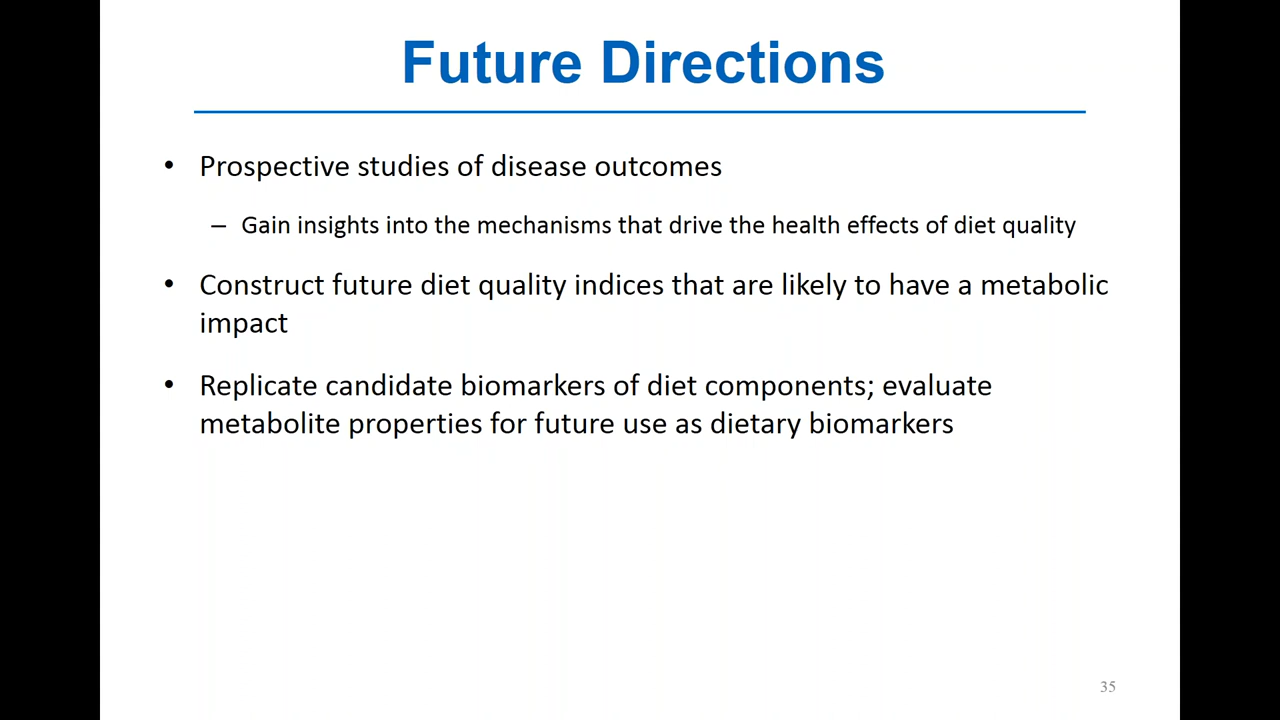 Future Directions
• Prospective studies of disease outcomes
– Gain insights into the mechanisms that drive the health effects of diet quality
• Construct future diet quality indices that are likely to have a metabolic
impact
• Replicate candidate biomarkers of diet components; evaluate
metabolite properties for future use as dietary biomarkers
35